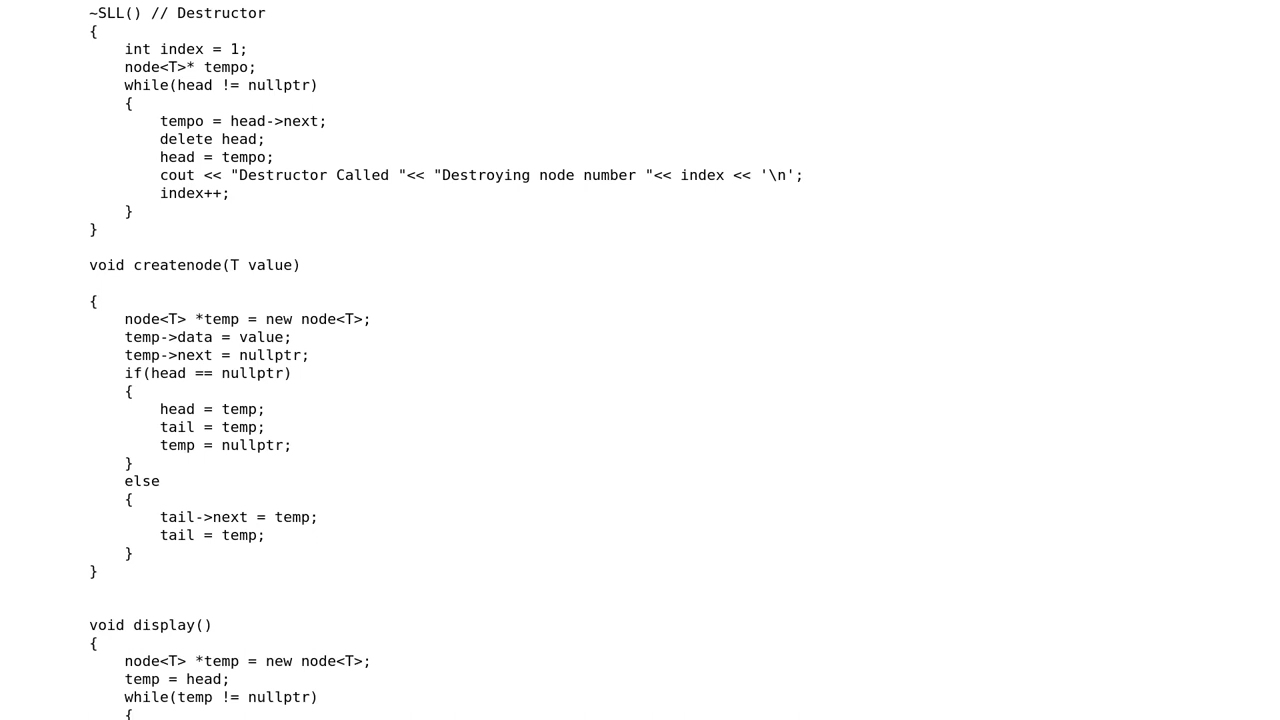 ~SLL() // Destructor
{
    int index = 1;
    node<T>* tempo;
    while(head != nullptr)
    {
        tempo = head->next;
        delete head;
        head = tempo;
        cout << "Destructor Called "<< "Destroying node number "<< index << '\n';
        index++;
    }
}

void createnode(T value)

{
    node<T> *temp = new node<T>;
    temp->data = value;
    temp->next = nullptr;
    if(head == nullptr)
    {
        head = temp;
        tail = temp;
        temp = nullptr;
    }
    else
    {
        tail->next = temp;
        tail = temp;
    }
}


void display()
{
    node<T> *temp = new node<T>;
    temp = head;
    while(temp != nullptr)
    {